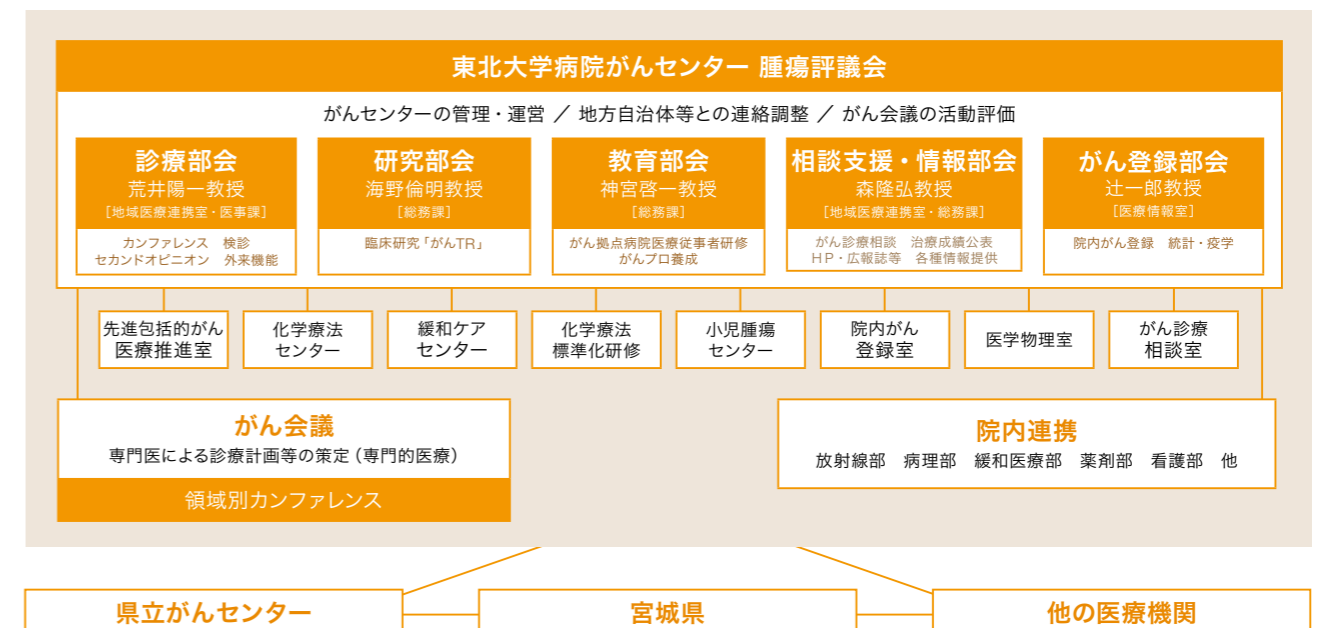 東北大学病院がんセンター 腫瘍評議会
がんセンターの管理・運営 ／ 地方自治体等との連絡調整 ／ がん会議の活動評価
診療部会
荒井陽一教授
［地域医療連携室・医事課］
カンファレンス　検診
セカンドオピニオン　外来機能
研究部会
海野倫明教授
［総務課］
臨床研究「がんTR」
教育部会
神宮啓一教授
［総務課］
がん拠点病院医療従事者研修
がんプロ養成
相談支援・情報部会
森隆弘教授
［地域医療連携室・総務課］
がん診療相談　治療成績公表
HP・広報誌等　各種情報提供
がん登録部会
辻一郎教授
［医療情報室］
院内がん登録　統計・疫学
先進包括的がん
医療推進室
化学療法
センター
緩和ケア
センター
化学療法
標準化研修
小児腫瘍
センター
院内がん
登録室
医学物理室
がん診療
相談室
がん会議
専門医による診療計画等の策定（専門的医療）
領域別カンファレンス
院内連携
放射線部　病理部　緩和医療部　薬剤部　看護部　他
県立がんセンター
宮城県
他の医療機関